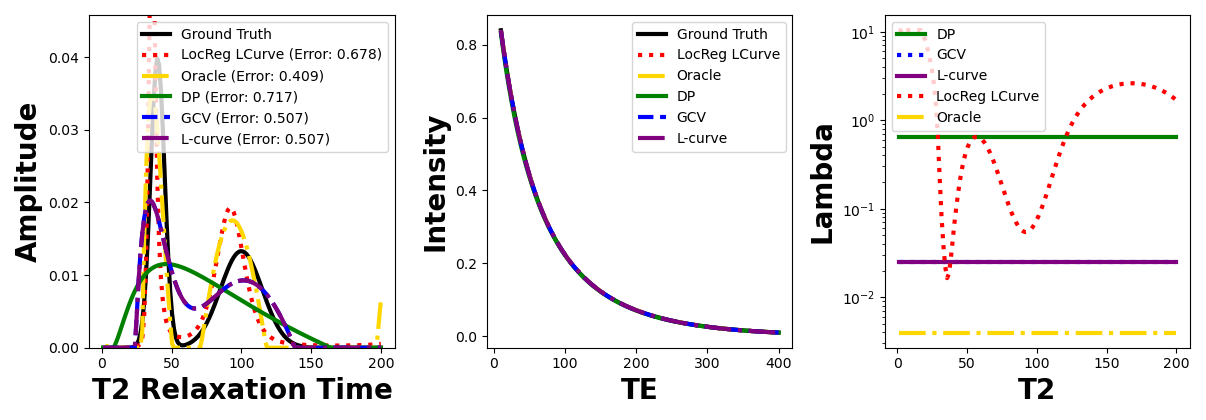 Amplitude
0.04
0.03
0.02
0.01
0.00
0
50
100
150
200
T2 Relaxation Time
Ground Truth
LocReg LCurve (Error: 0.678)
Oracle (Error: 0.409)
DP (Error: 0.717)
GCV (Error: 0.507)
L-curve (Error: 0.507)
Intensity
0.8
0.6
0.4
0.2
0.0
0
100
200
300
400
TE
Ground Truth
LocReg LCurve
Oracle
DP
GCV
L-curve
Lambda
10¹
10⁰
10⁻¹
10⁻²
0
50
100
150
200
T2
DP
GCV
L-curve
LocReg LCurve
Oracle